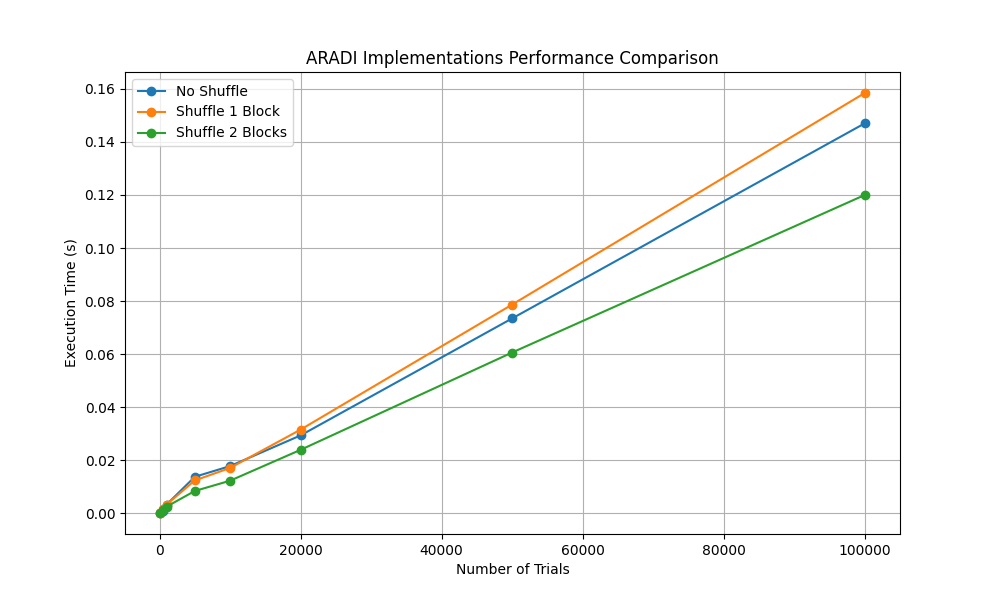 ARADI Implementations Performance Comparison
No Shuffle
Shuffle 1 Block
Shuffle 2 Blocks
Execution Time (s)
0.16
0.14
0.12
0.10
0.08
0.06
0.04
0.02
0.00
0 20000 40000 60000 80000 100000
Number of Trials